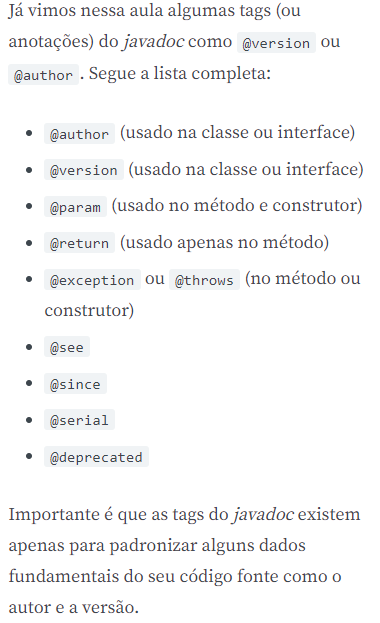 Já vimos nessa aula algumas tags (ou
anotações) do javadoc como @version ou
@author . Segue a lista completa:
• @author (usado na classe ou interface)
• @version (usado na classe ou interface)
• @param (usado no método e construtor)
• @return (usado apenas no método)
• @exception ou @throws (no método ou
construtor)
• @see
• @since
• @serial
• @deprecated
Importante é que as tags do javadoc existem
apenas para padronizar alguns dados
fundamentais do seu código fonte como o
autor e a versão.